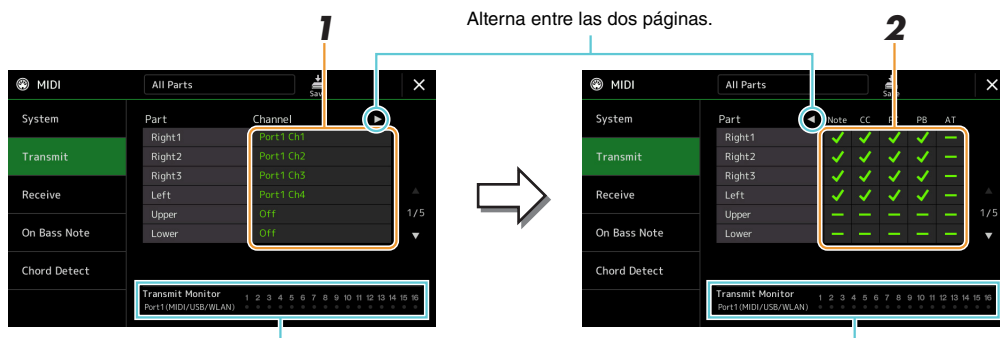 Alterna entre las dos páginas.
1
MIDI
All Parts
Save
System
Transmit
Receive
On Bass Note
Chord Detect
Part Channel
Right1 Port1 Ch1
Right2 Port1 Ch2
Right3 Port1 Ch3
Left Port1 Ch4
Upper Off
Lower Off
1/5
Transmit Monitor
Port1(MIDI/USB/WLAN)
1 2 3 4 5 6 7 8 9 10 11 12 13 14 15 16
2
MIDI
All Parts
Save
System
Transmit
Receive
On Bass Note
Chord Detect
Part Note CC PC PB AT
Right1
Right2
Right3
Left
Upper
Lower
1/5
Transmit Monitor
Port1(MIDI/USB/WLAN)
1 2 3 4 5 6 7 8 9 10 11 12 13 14 15 16